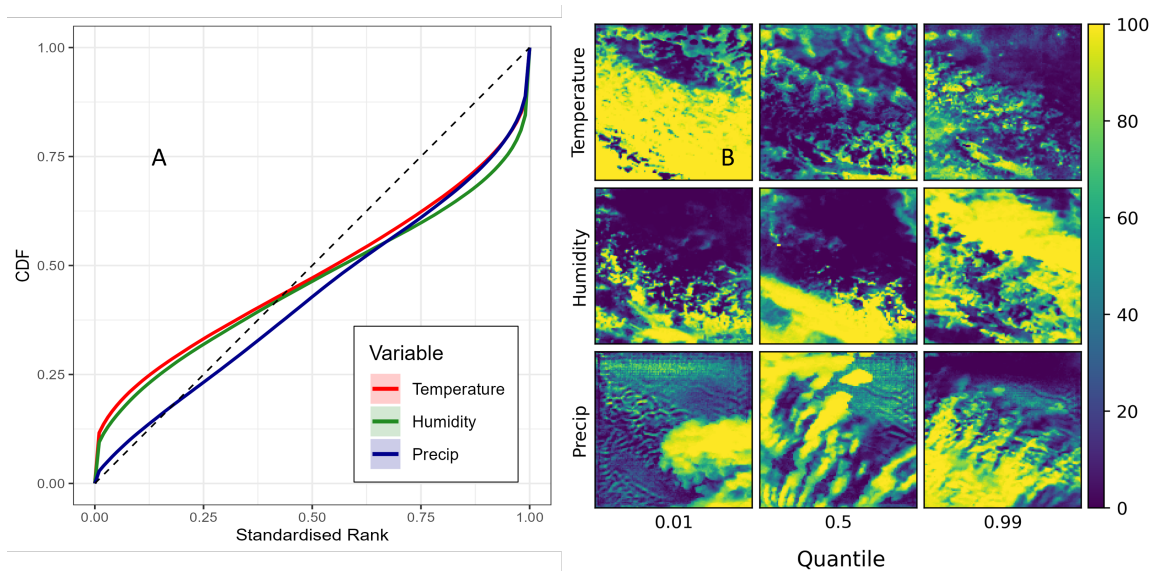 A
1.00
0.75
0.50
0.25
0.00
CDF
0.00 0.25 0.50 0.75 1.00
Standardised Rank
Variable
Temperature
Humidity
Precip
B
Temperature
Humidity
Precip
0.01 0.5 0.99
Quantile
100
80
60
40
20
0